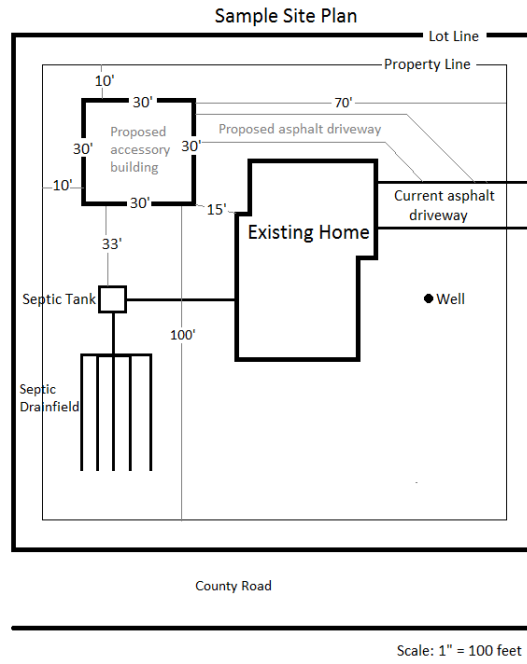 Sample Site Plan
Lot Line
Property Line
10'
30'
70'
Proposed
accessory
building
Proposed asphalt driveway
30'
30'
10'
30'
15'
Current asphalt
driveway
Existing Home
33'
Septic Tank
Well
100'
Septic
Drainfield
County Road
Scale: 1" = 100 feet